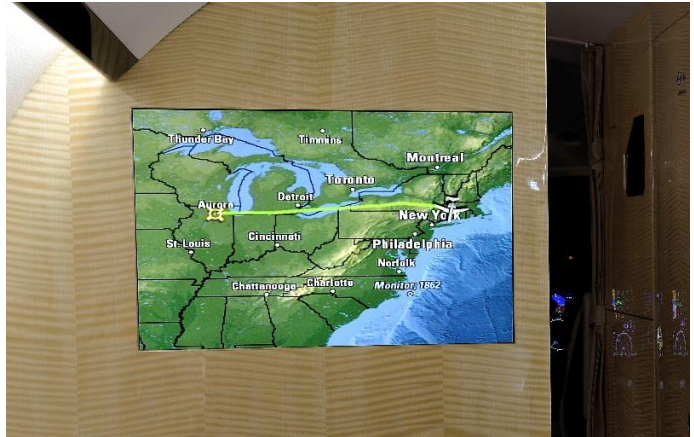 Thunder Bay
Timmins
Montreal
Toronto
Detroit
Aurora
New York
Cincinnati
St. Louis
Philadelphia
Norfolk
Chattanooga
Charlotte
Monitor, 1862